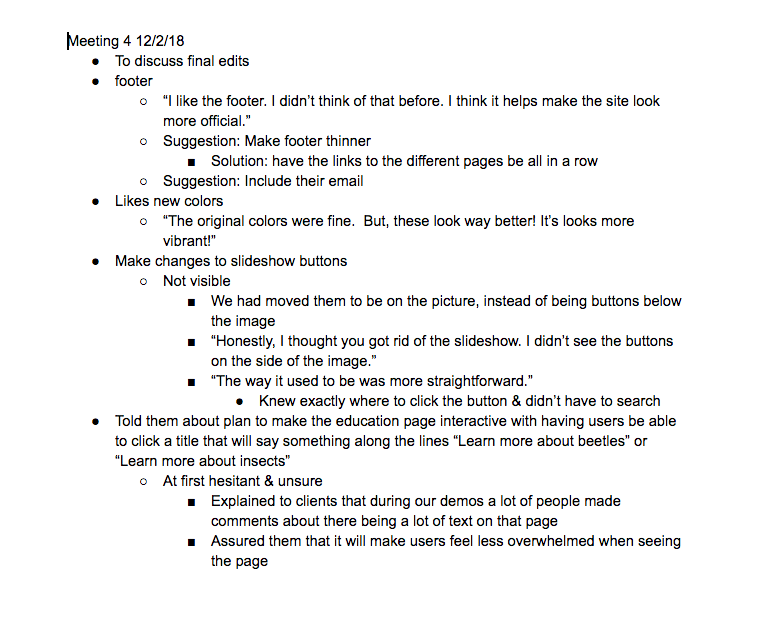 Meeting 4 12/2/18
● To discuss final edits
● footer
○ “I like the footer. I didn’t think of that before. I think it helps make the site look
more official.”
○ Suggestion: Make footer thinner
■ Solution: have the links to the different pages be all in a row
○ Suggestion: Include their email
● Likes new colors
○ “The original colors were fine.  But, these look way better! It’s looks more
vibrant!”
● Make changes to slideshow buttons
○ Not visible
■ We had moved them to be on the picture, instead of being buttons below
the image
■ “Honestly, I thought you got rid of the slideshow. I didn’t see the buttons
on the side of the image.”
■ “The way it used to be was more straightforward.”
● Knew exactly where to click the button & didn’t have to search
● Told them about plan to make the education page interactive with having users be able
to click a title that will say something along the lines “Learn more about beetles” or
“Learn more about insects”
○ At first hesitant & unsure
■ Explained to clients that during our demos a lot of people made
comments about there being a lot of text on that page
■ Assured them that it will make users feel less overwhelmed when seeing
the page